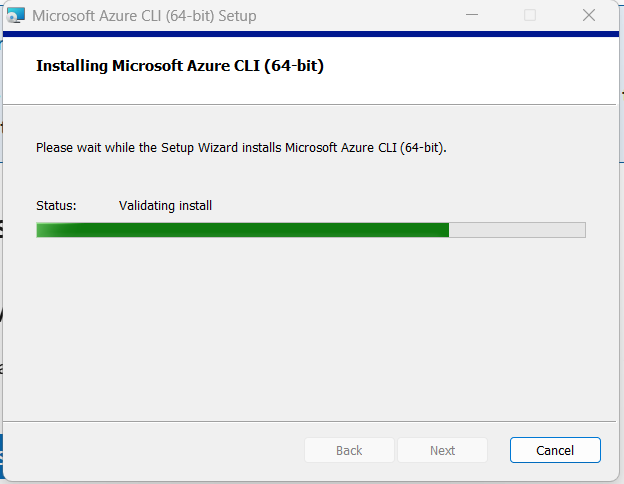 Microsoft Azure CLI (64-bit) Setup
Installing Microsoft Azure CLI (64-bit)
Please wait while the Setup Wizard installs Microsoft Azure CLI (64-bit).
Status: Validating install
Back Next Cancel